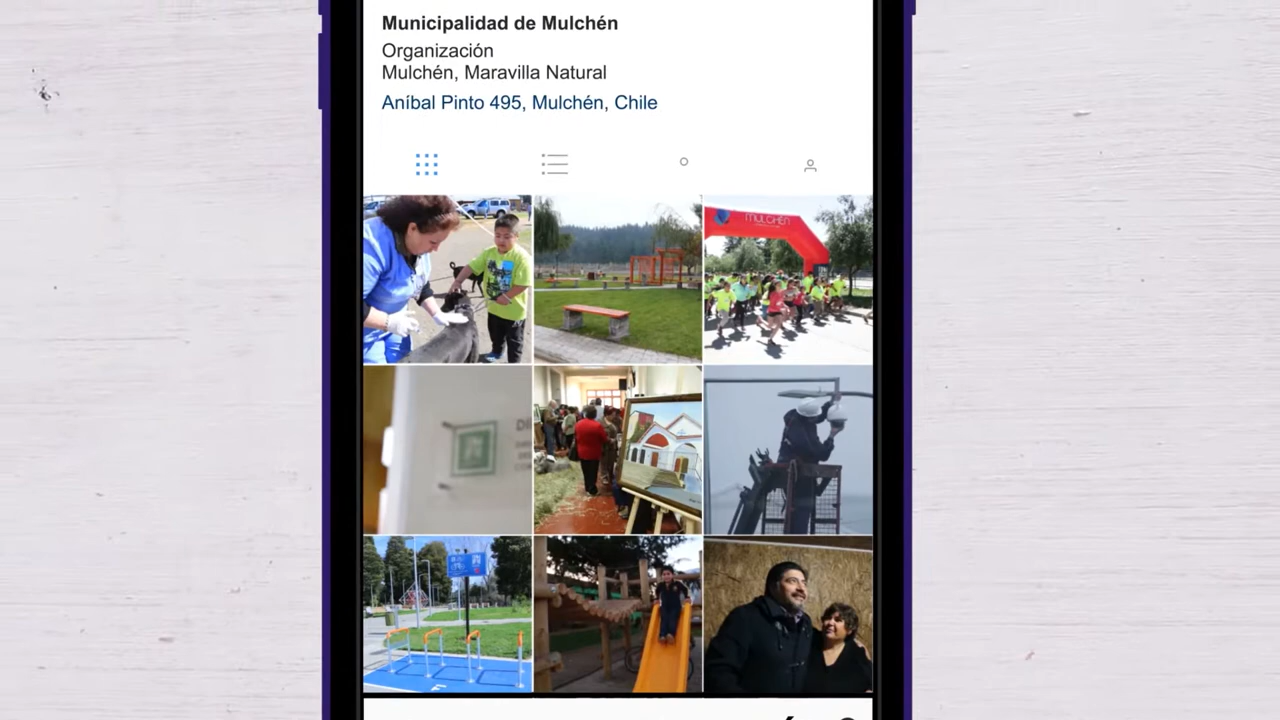 Municipalidad de Mulchén
Organización
Mulchén, Maravilla Natural
Aníbal Pinto 495, Mulchén, Chile
MULCHÉN